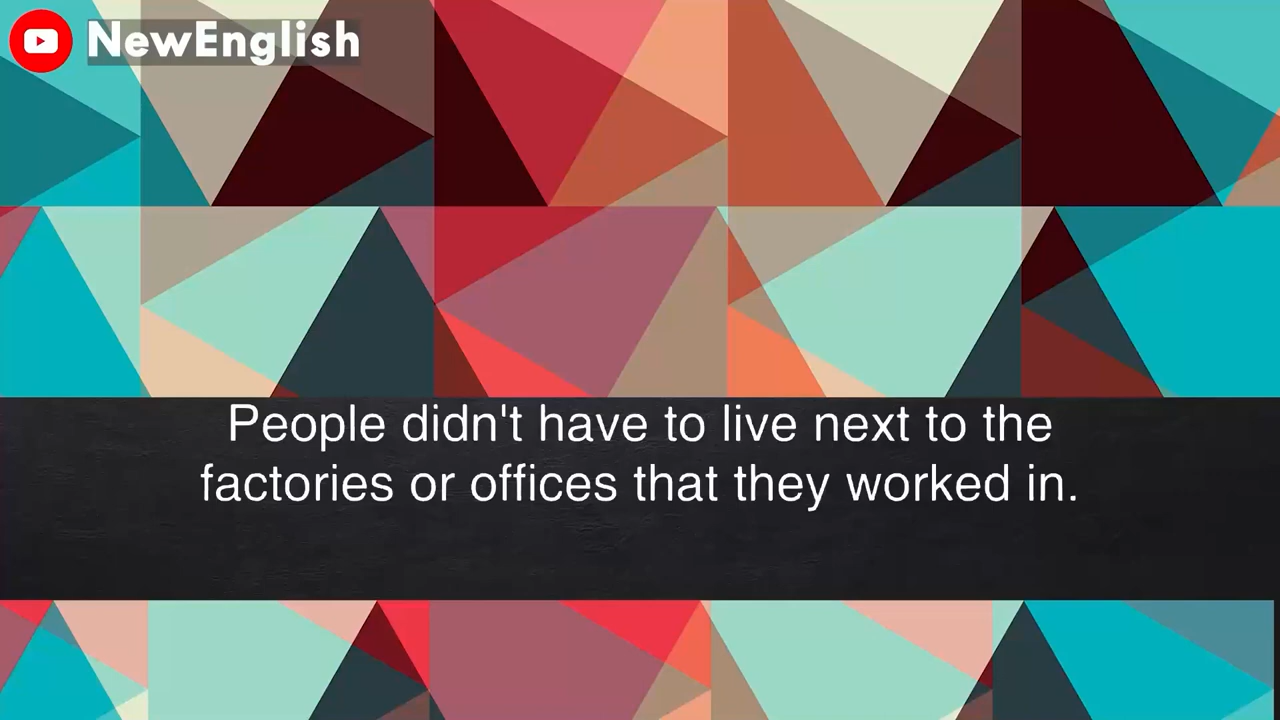 NewEnglish
People didn't have to live next to the
factories or offices that they worked in.